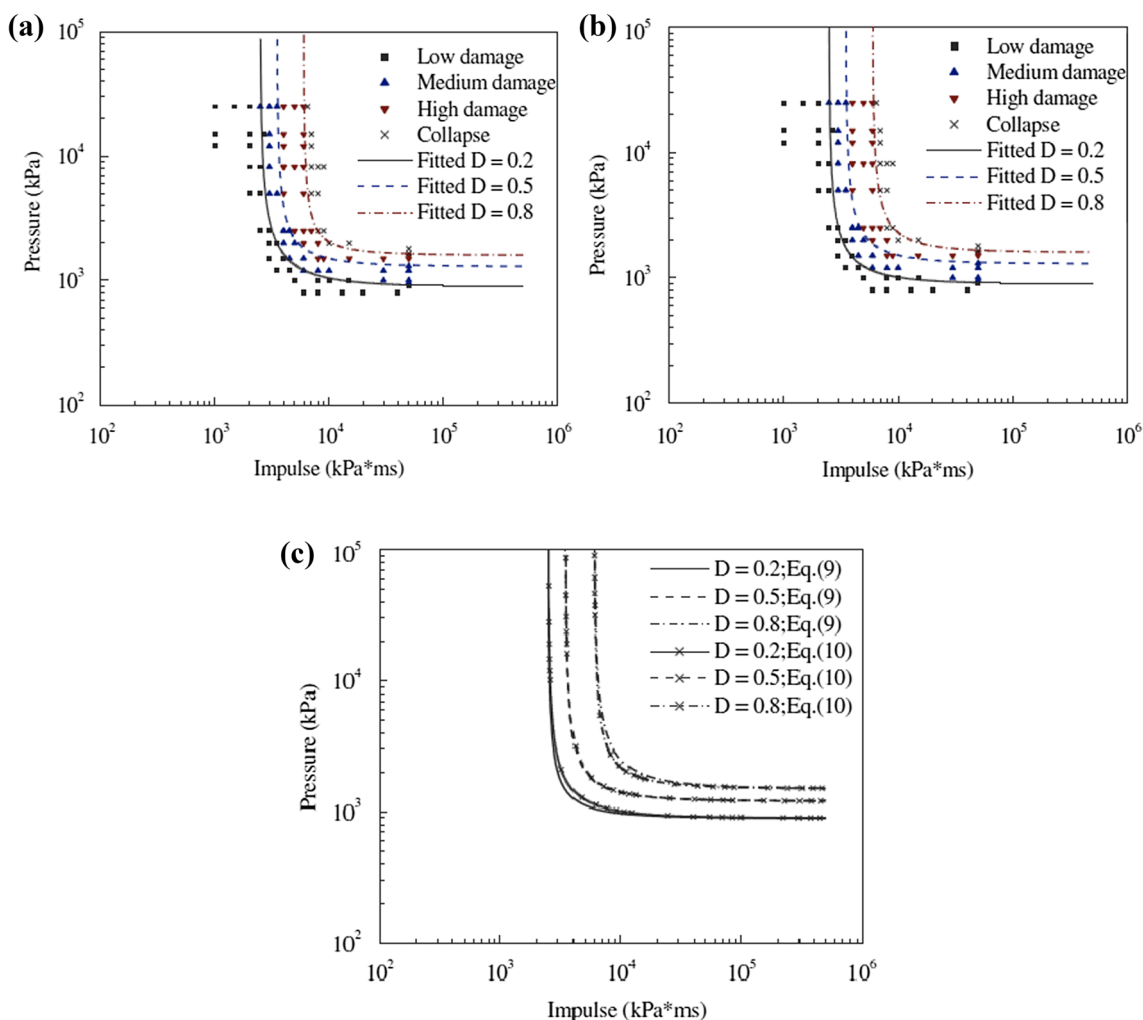 (a)
10^5
10^4
10^3
10^2
Pressure (kPa)
Low damage
Medium damage
High damage
Collapse
Fitted D = 0.2
Fitted D = 0.5
Fitted D = 0.8
10^2 10^3 10^4 10^5 10^6
Impulse (kPa*ms)
(b)
10^5
10^4
10^3
10^2
Pressure (kPa)
Low damage
Medium damage
High damage
Collapse
Fitted D = 0.2
Fitted D = 0.5
Fitted D = 0.8
10^2 10^3 10^4 10^5 10^6
Impulse (kPa*ms)
(c)
10^5
10^4
10^3
10^2
Pressure (kPa)
D = 0.2;Eq.(9)
D = 0.5;Eq.(9)
D = 0.8;Eq.(9)
D = 0.2;Eq.(10)
D = 0.5;Eq.(10)
D = 0.8;Eq.(10)
10^2 10^3 10^4 10^5 10^6
Impulse (kPa*ms)